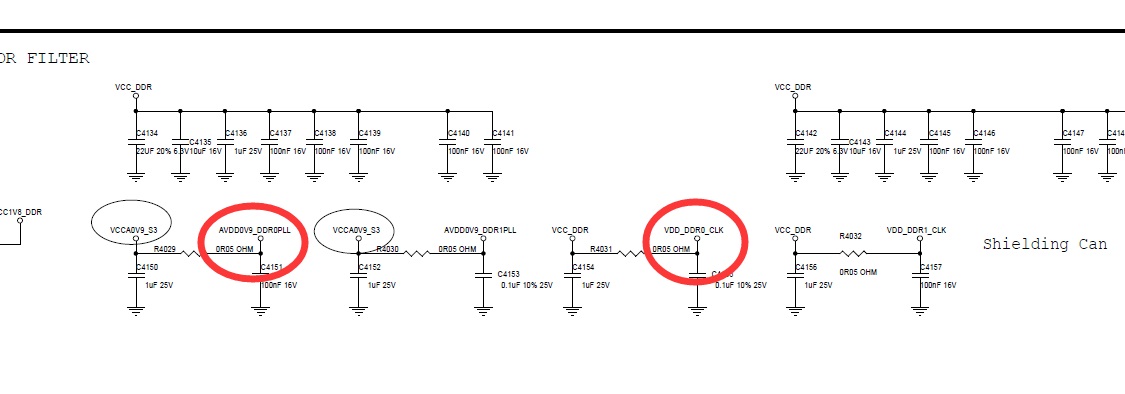 OR FILTER
VCC_DDR
VCC_DDR
C4134
C4135
C4136
C4137
C4138
C4139
C4140
C4141
22UF 20% 6.3V
10uF 16V
1uF 25V
100nF 16V
100nF 16V
100nF 16V
100nF 16V
100nF 16V
C4142
C4143
C4144
C4145
C4146
C4147
C414
22UF 20% 6.3V
10uF 16V
1uF 25V
100nF 16V
100nF 16V
100nF 16V
100n
CC1V8_DDR
VCCA0V9_S3
AVDD0V9_DDR0PLL
VCCA0V9_S3
AVDD0V9_DDR1PLL
VCC_DDR
VDD_DDR0_CLK
VCC_DDR
VDD_DDR1_CLK
R4029
0R05 OHM
R4030
0R05 OHM
R4031
0R05 OHM
R4032
0R05 OHM
Shielding Can
C4150
C4151
C4152
C4153
C4154
C4156
C4157
1uF 25V
100nF 16V
1uF 25V
0.1uF 10% 25V
1uF 25V
0.1uF 10% 25V
1uF 25V
100nF 16V